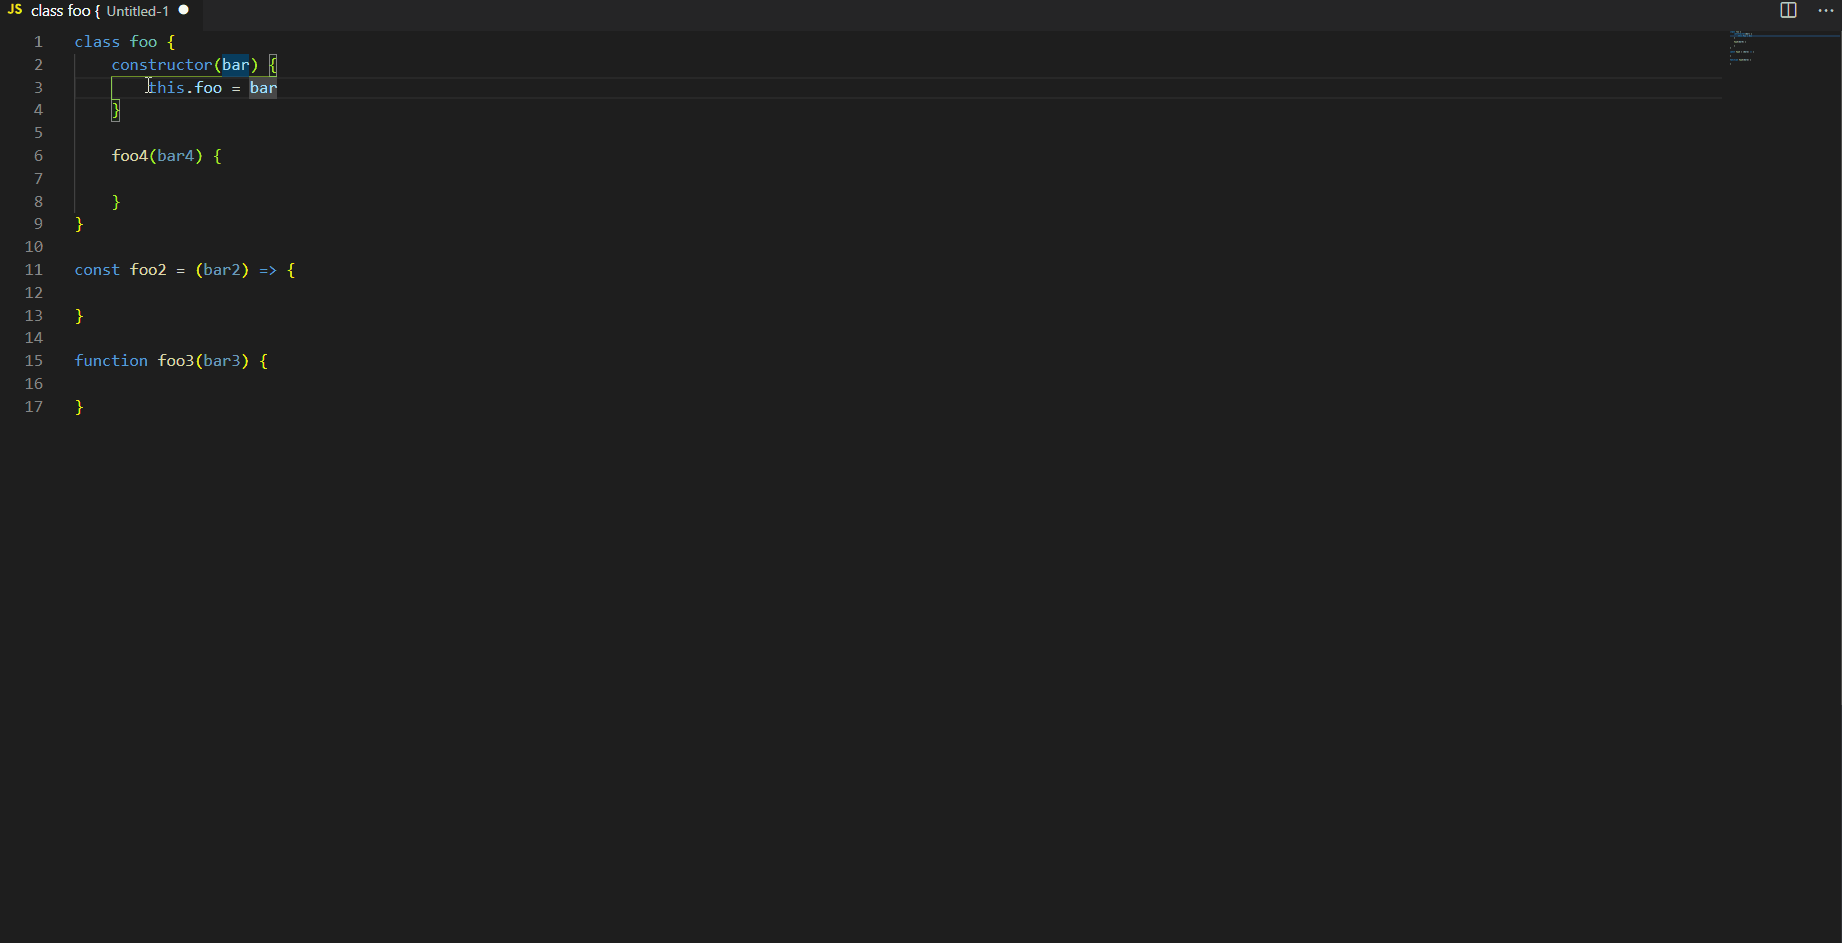 JS class foo { Untitled-1
1 class foo {
2 constructor(bar) {
3 this.foo = bar
4 }
5
6 foo4(bar4) {
7
8 }
9 }
10
11 const foo2 = (bar2) => {
12
13 }
14
15 function foo3(bar3) {
16
17 }